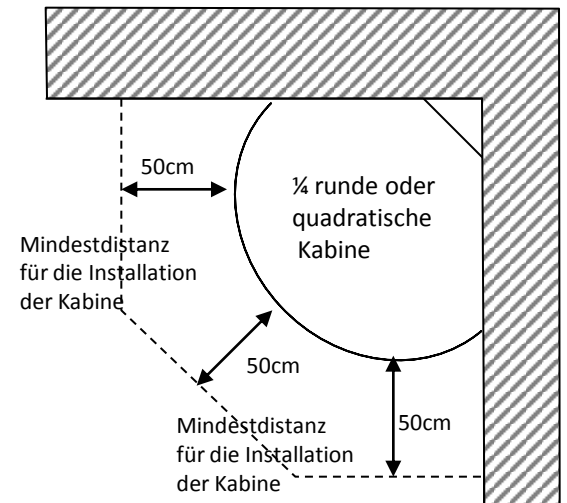 50cm
¼ runde oder
quadratische
Kabine
Mindestdistanz
für die Installation
der Kabine
50cm
Mindestdistanz
für die Installation
der Kabine
50cm